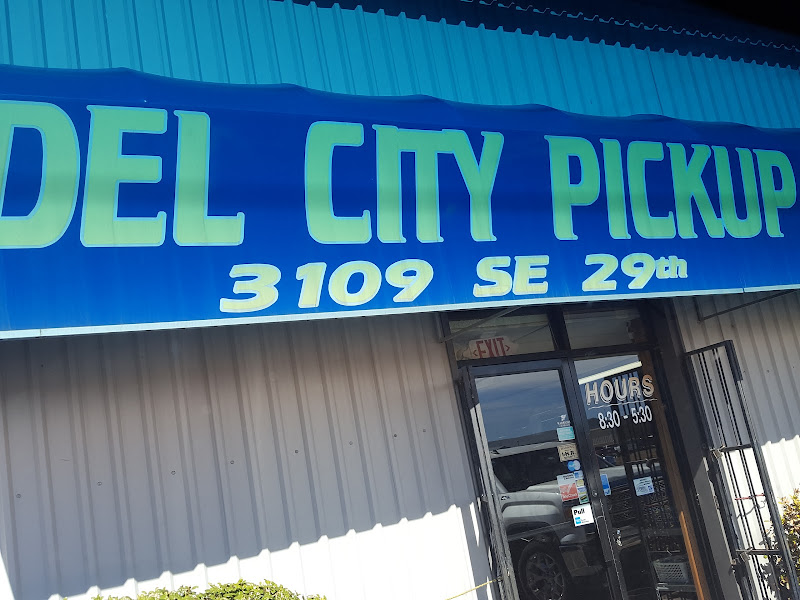 DEL CITY PICKUP
3109 SE 29th
EXIT
HOURS
8:30 - 5:30
Pull